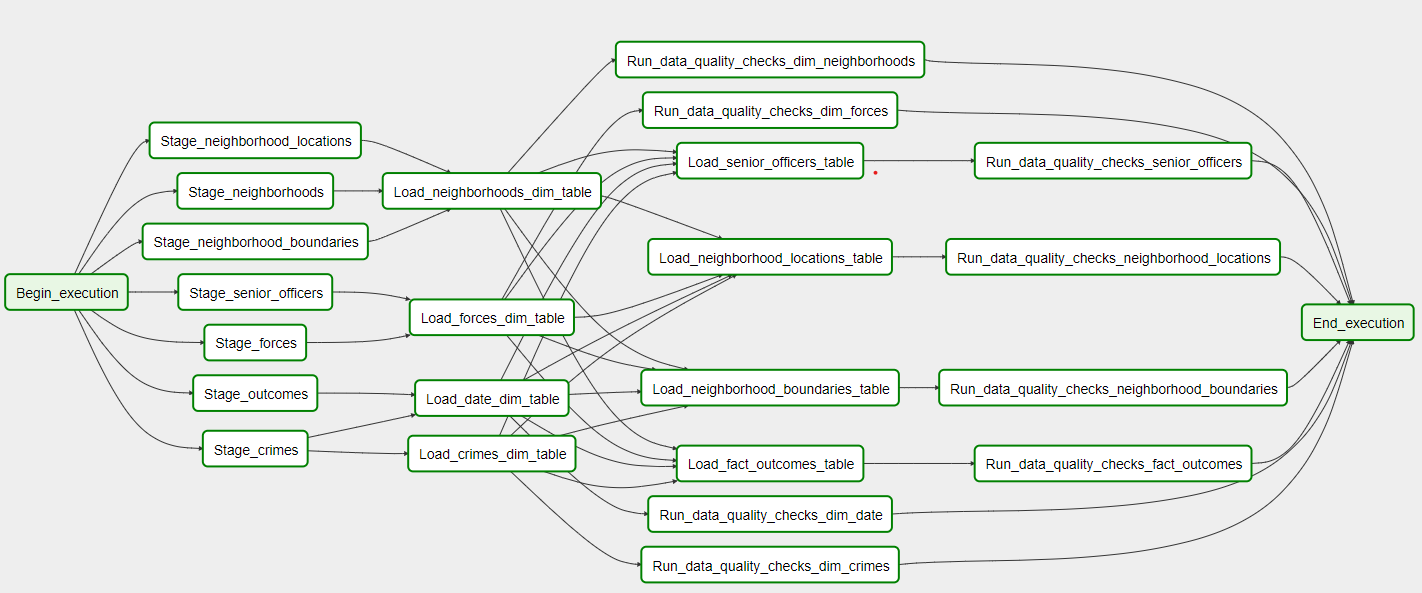 Begin_execution
Stage_neighborhood_locations
Stage_neighborhoods
Stage_neighborhood_boundaries
Stage_senior_officers
Stage_forces
Stage_outcomes
Stage_crimes
Load_neighborhoods_dim_table
Load_forces_dim_table
Load_date_dim_table
Load_crimes_dim_table
Run_data_quality_checks_dim_neighborhoods
Run_data_quality_checks_dim_forces
Load_senior_officers_table
Load_neighborhood_locations_table
Load_neighborhood_boundaries_table
Load_fact_outcomes_table
Run_data_quality_checks_dim_date
Run_data_quality_checks_dim_crimes
Run_data_quality_checks_senior_officers
Run_data_quality_checks_neighborhood_locations
Run_data_quality_checks_neighborhood_boundaries
Run_data_quality_checks_fact_outcomes
End_execution